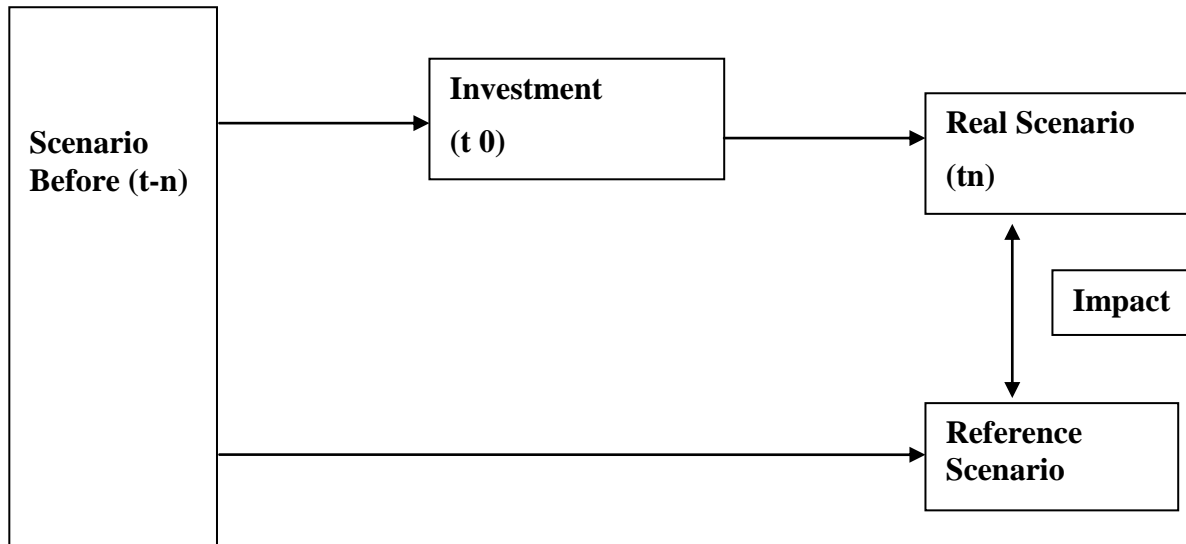 Scenario
Before (t-n)
Investment
(t 0)
Real Scenario
(tn)
Impact
Reference
Scenario